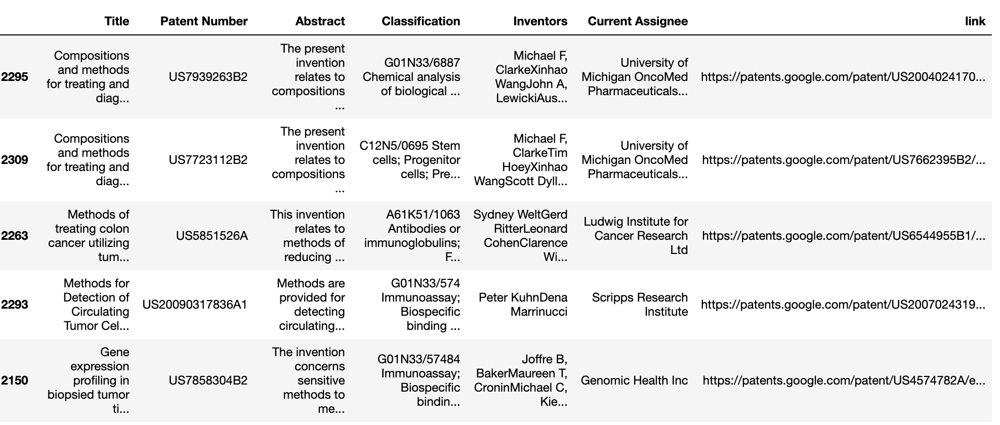 Title Patent Number Abstract Classification Inventors Current Assignee link
2295
Compositions
and methods
for treating and
diag...
US7939263B2
The present
invention
relates to
compositions
...
G01N33/6887
Chemical analysis
of biological ...
Michael F,
ClarkeXinhao
WangJohn A,
LewickiAus...
University of
Michigan OncoMed
Pharmaceuticals...
https://patents.google.com/patent/US2004024170...
2309
Compositions
and methods
for treating and
diag...
US7723112B2
The present
invention
relates to
compositions
...
C12N5/0695 Stem
cells; Progenitor
cells; Pre...
Michael F,
ClarkeTim
HoeyXinhao
WangScott Dyll...
University of
Michigan OncoMed
Pharmaceuticals...
https://patents.google.com/patent/US7662395B2/...
2263
Methods of
treating colon
cancer utilizing
tum...
US5851526A
This invention
relates to
methods of
reducing ...
A61K51/1063
Antibodies or
immunoglobulins;
F...
Sydney WeltGerd
RitterLeonard
CohenClarence
Wi...
Ludwig Institute for
Cancer Research
Ltd
https://patents.google.com/patent/US6544955B1/...
2293
Methods for
Detection of
Circulating
Tumor Cel...
US20090317836A1
Methods are
provided for
detecting
circulating...
G01N33/574
Immunoassay;
Biospecific
binding ...
Peter KuhnDena
Marrinucci
Scripps Research
Institute
https://patents.google.com/patent/US2007024319...
2150
Gene
expression
profiling in
biopsied tumor
ti...
US7858304B2
The invention
concerns
sensitive
methods to
me...
G01N33/57484
Immunoassay;
Biospecific
bindin...
Joffre B,
BakerMaureen T,
CroninMichael C,
Kie...
Genomic Health Inc
https://patents.google.com/patent/US4574782A/e...